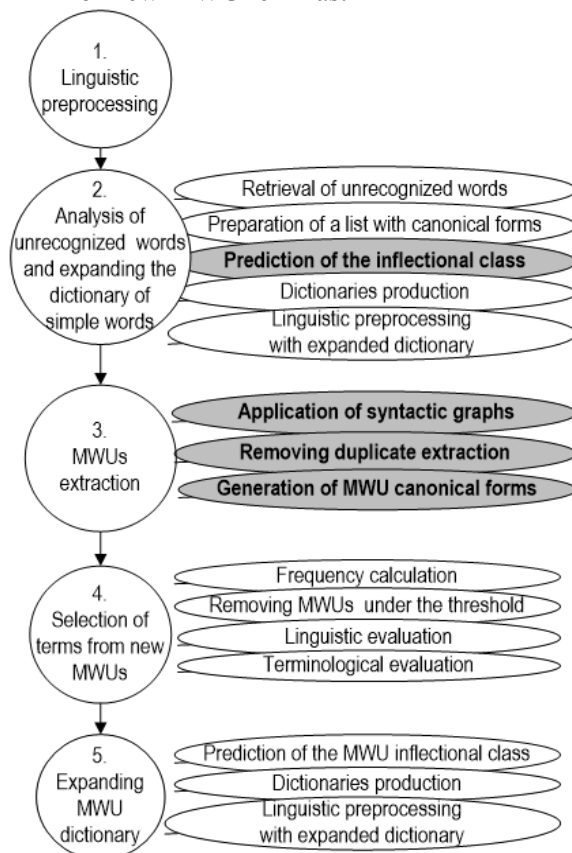 1.
Linguistic
preprocessing
2.
Analysis of
unrecognized words
and expanding the
dictionary of
simple words
Retrieval of unrecognized words
Preparation of a list with canonical forms
Prediction of the inflectional class
Dictionaries production
Linguistic preprocessing
with expanded dictionary
3.
MWUs
extraction
Application of syntactic graphs
Removing duplicate extraction
Generation of MWU canonical forms
4.
Selection of
terms from new
MWUs
Frequency calculation
Removing MWUs under the threshold
Linguistic evaluation
Terminological evaluation
5.
Expanding
MWU
dictionary
Prediction of the MWU inflectional class
Dictionaries production
Linguistic preprocessing
with expanded dictionary